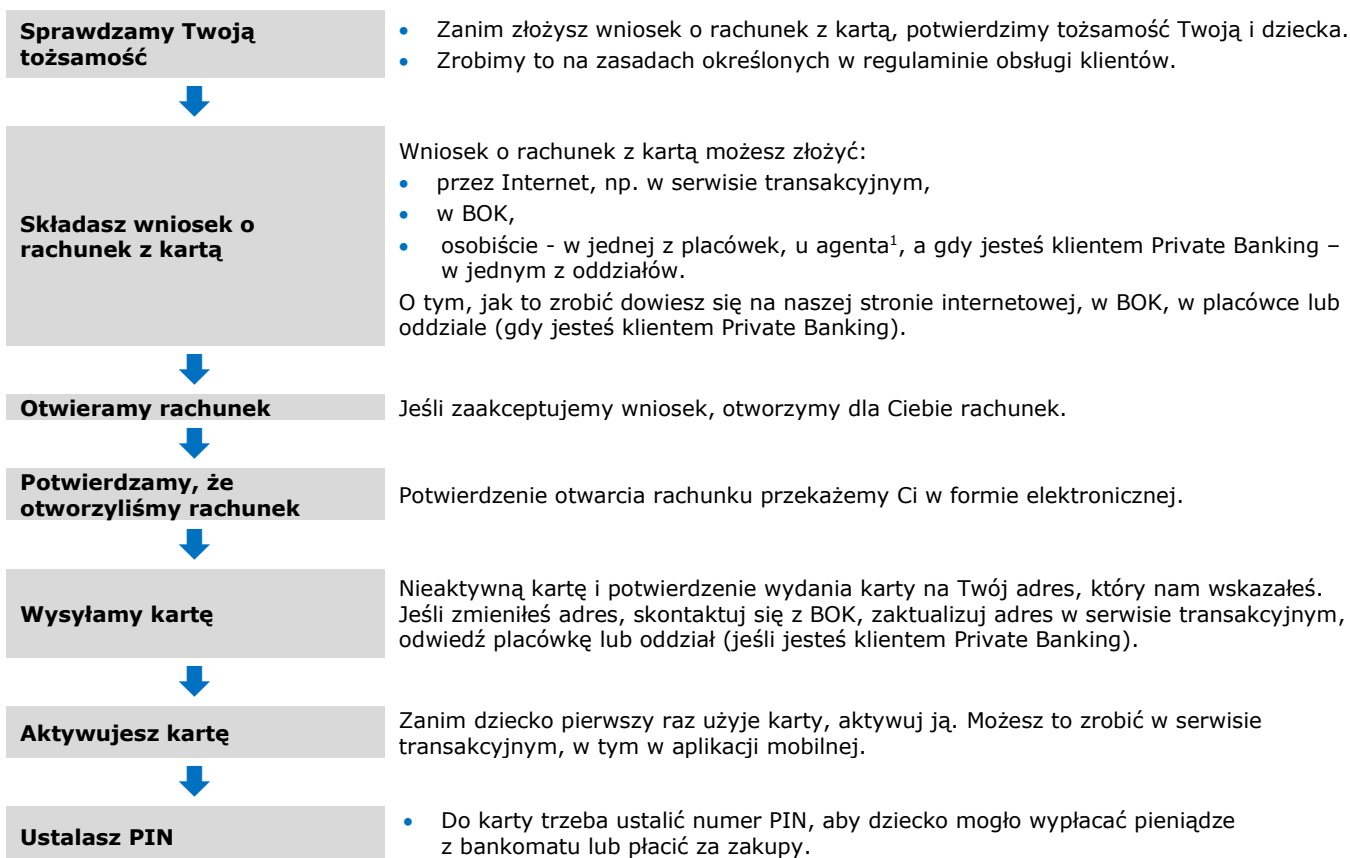 Sprawdzamy Twoją
tożsamość
• Zanim złożysz wniosek o rachunek z kartą, potwierdzimy tożsamość Twoją i dziecka.
• Zrobimy to na zasadach określonych w regulaminie obsługi klientów.
Składasz wniosek o
rachunek z kartą
Wniosek o rachunek z kartą możesz złożyć:
• przez Internet, np. w serwisie transakcyjnym,
• w BOK,
• osobiście - w jednej z placówek, u agenta¹, a gdy jesteś klientem Private Banking –
w jednym z oddziałów.
O tym, jak to zrobić dowiesz się na naszej stronie internetowej, w BOK, w placówce lub
oddziale (gdy jesteś klientem Private Banking).
Otwieramy rachunek
Jeśli zaakceptujemy wniosek, otworzymy dla Ciebie rachunek.
Potwierdzamy, że
otworzyliśmy rachunek
Potwierdzenie otwarcia rachunku przekażemy Ci w formie elektronicznej.
Wysyłamy kartę
Nieaktywną kartę i potwierdzenie wydania karty na Twój adres, który nam wskazałeś.
Jeśli zmieniłeś adres, skontaktuj się z BOK, zaktualizuj adres w serwisie transakcyjnym,
odwiedź placówkę lub oddział (jeśli jesteś klientem Private Banking).
Aktywujesz kartę
Zanim dziecko pierwszy raz użyje karty, aktywuj ją. Możesz to zrobić w serwisie
transakcyjnym, w tym w aplikacji mobilnej.
Ustalasz PIN
• Do karty trzeba ustalić numer PIN, aby dziecko mogło wypłacać pieniądze
z bankomatu lub płacić za zakupy.